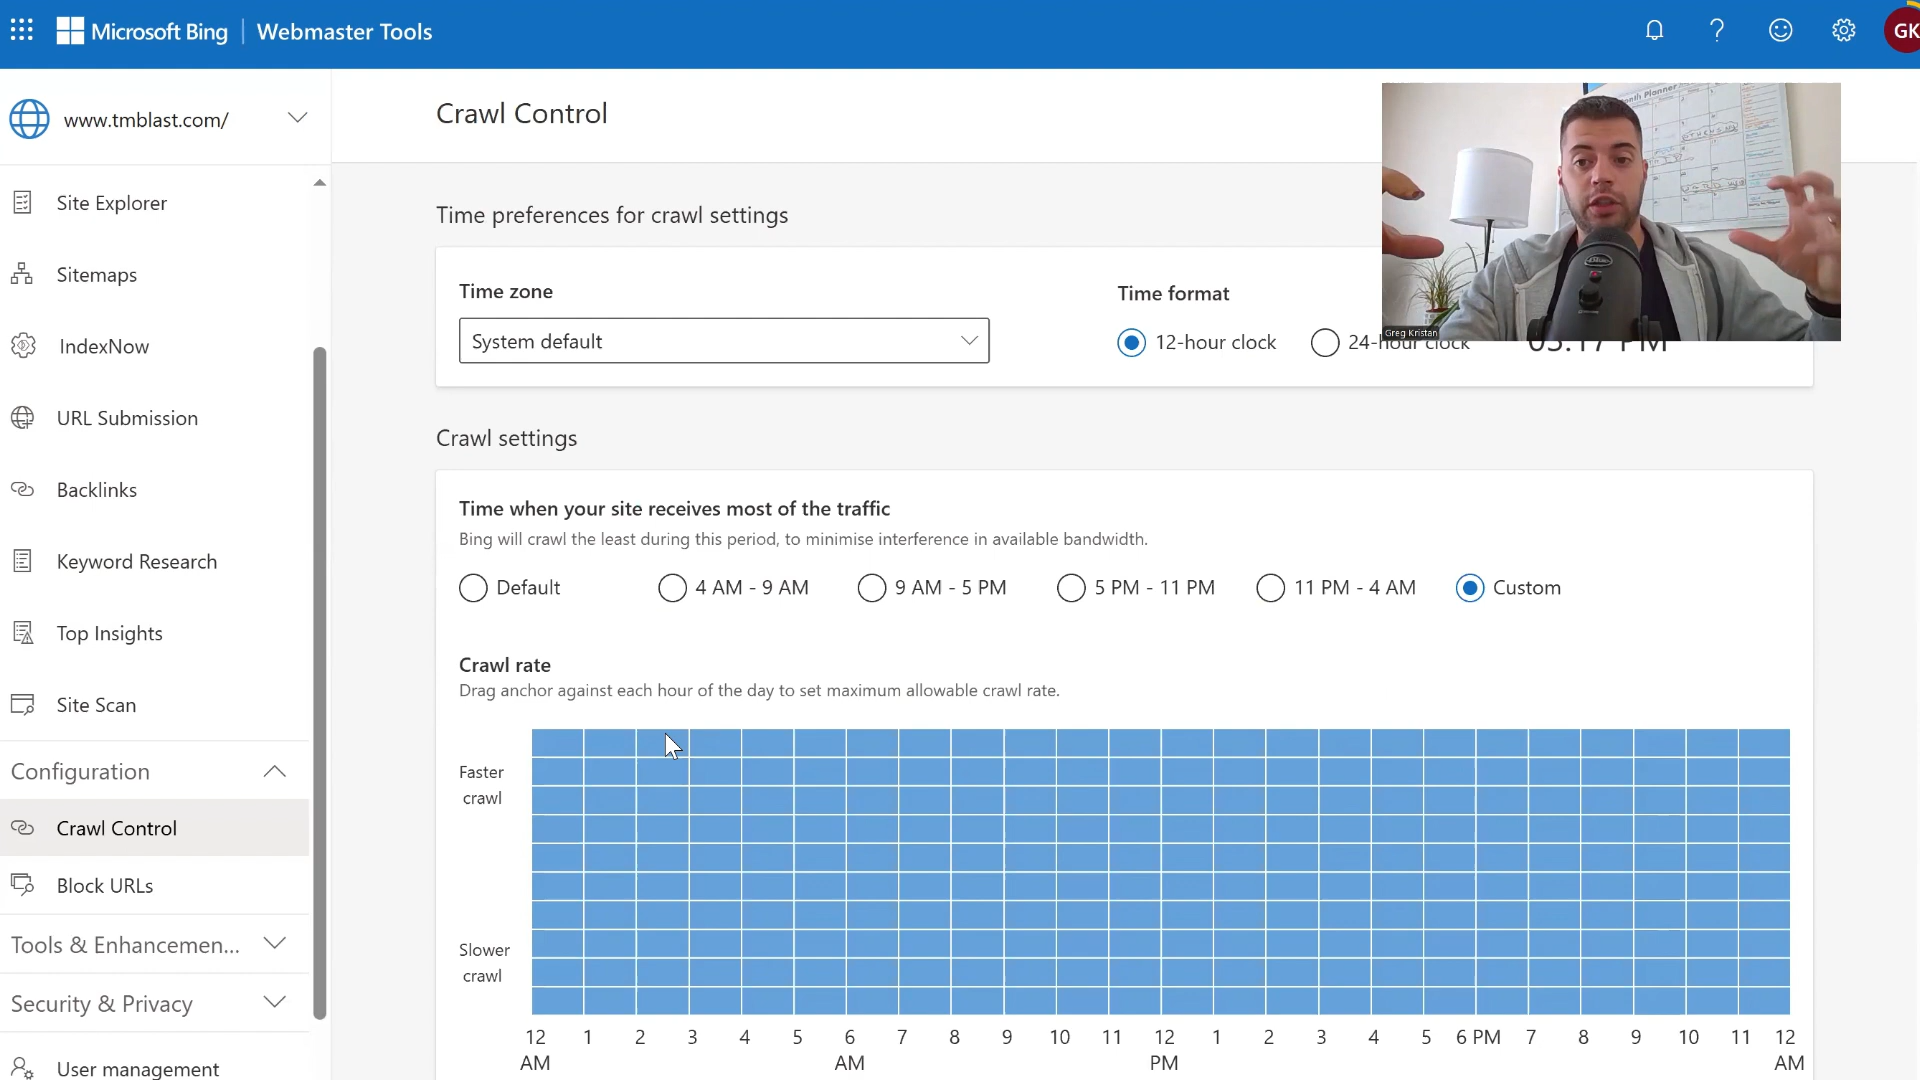 Microsoft Bing | Webmaster Tools
GK
www.tmblast.com/
Site Explorer
Sitemaps
IndexNow
URL Submission
Backlinks
Keyword Research
Top Insights
Site Scan
Configuration
Crawl Control
Block URLs
Tools & Enhancemen...
Security & Privacy
User management
Crawl Control
Time preferences for crawl settings
Time zone
System default
Time format
12-hour clock
24-hour clock
03:17 PM
Greg Kristan
Crawl settings
Time when your site receives most of the traffic
Bing will crawl the least during this period, to minimise interference in available bandwidth.
Default
4 AM - 9 AM
9 AM - 5 PM
5 PM - 11 PM
11 PM - 4 AM
Custom
Crawl rate
Drag anchor against each hour of the day to set maximum allowable crawl rate.
Faster
crawl
Slower
crawl
12 1 2 3 4 5 6 7 8 9 10 11 12 1 2 3 4 5 6 PM 7 8 9 10 11 12
AM AM PM AM